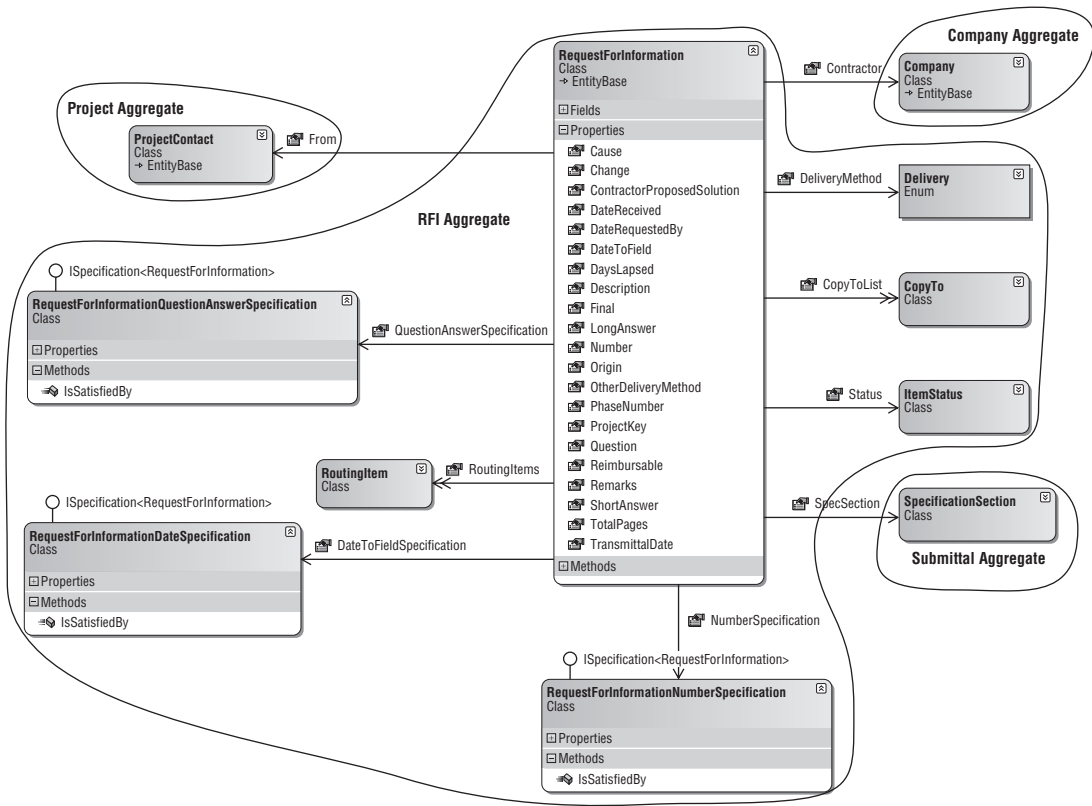 Company Aggregate
Company
Class
→ EntityBase
Contractor
RequestForInformation
Class
→ EntityBase
Fields
Properties
Cause
Change
ContractorProposedSolution
DateReceived
DateRequestedBy
DateToField
DaysLapsed
Description
Final
LongAnswer
Number
Origin
OtherDeliveryMethod
PhaseNumber
ProjectKey
Question
Reimbursable
Remarks
ShortAnswer
TotalPages
TransmittalDate
Methods
Project Aggregate
ProjectContact
Class
→ EntityBase
From
RFI Aggregate
DeliveryMethod
Delivery
Enum
CopyToList
CopyTo
Class
Status
ItemStatus
Class
SpecSection
SpecificationSection
Class
Submittal Aggregate
ISpecification<RequestForInformation>
RequestForInformationQuestionAnswerSpecification
Class
Properties
Methods
IsSatisfiedBy
QuestionAnswerSpecification
RoutingItem
Class
RoutingItems
ISpecification<RequestForInformation>
RequestForInformationDateSpecification
Class
Properties
Methods
IsSatisfiedBy
DateToFieldSpecification
NumberSpecification
ISpecification<RequestForInformation>
RequestForInformationNumberSpecification
Class
Properties
Methods
IsSatisfiedBy